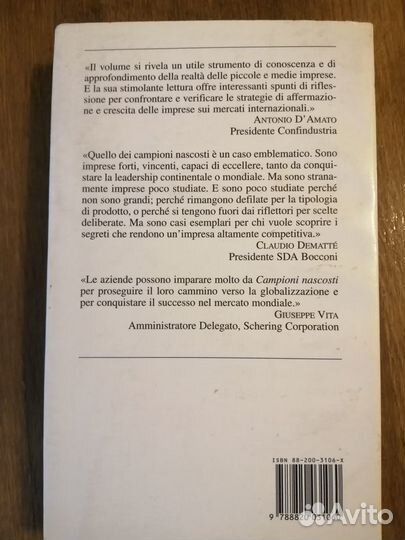 «Il volume si rivela un utile strumento di conoscenza e di
approfondimento della realtà delle piccole e medie imprese.
E la sua stimolante lettura offre interessanti spunti di rifles-
sione per confrontare e verificare le strategie di affermazio-
ne e crescita delle imprese sui mercati internazionali.»
ANTONIO D'AMATO
Presidente Confindustria
«Quello dei campioni nascosti è un caso emblematico. Sono
imprese forti, vincenti, capaci di eccellere, tanto da conqui-
stare la leadership continentale o mondiale. Ma sono strana-
mente imprese poco studiate. E sono poco studiate perché
non sono grandi; perché rimangono defilate per la tipologia
di prodotto, o perché si tengono fuori dai riflettori per scelte
deliberate. Ma sono casi esemplari per chi vuole scoprire i
segreti che rendono un'impresa altamente competitiva.»
CLAUDIO DEMATTÉ
Presidente SDA Bocconi
«Le aziende possono imparare molto da Campioni nascosti
per proseguire il loro cammino verso la globalizzazione e
per conquistare il successo nel mercato mondiale.»
GIUSEPPE VITA
Amministratore Delegato, Schering Corporation
ISBN 88-200-3106-X
9 788820 031
Avito